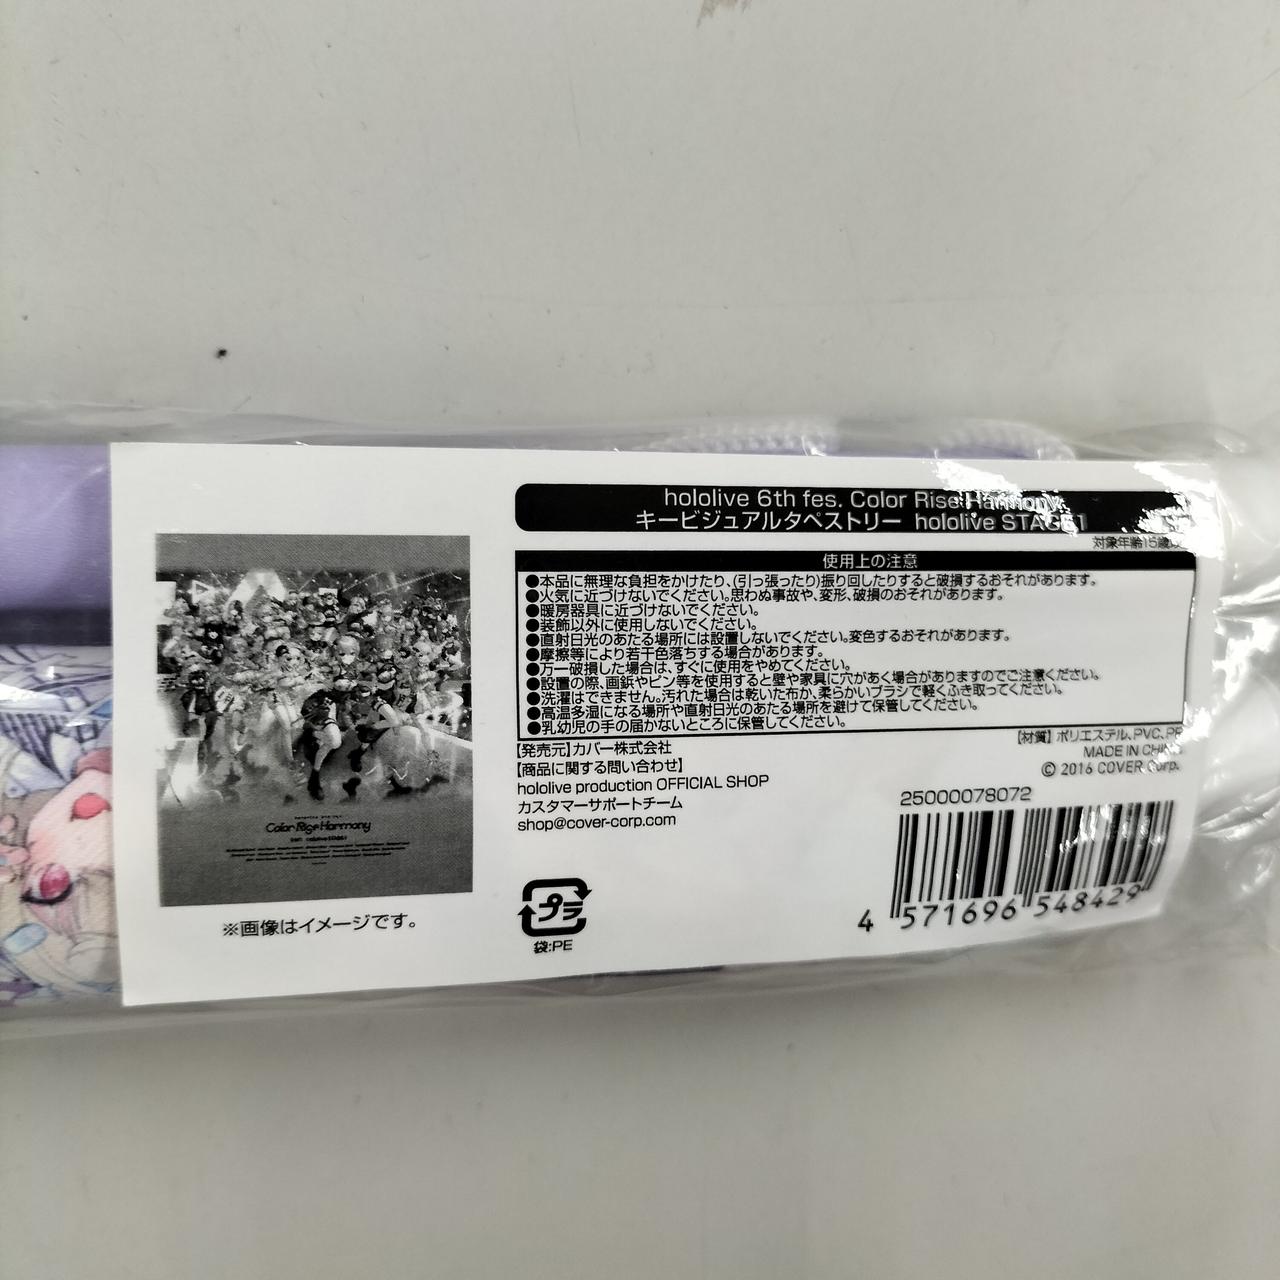 hololive 6th fes. Color Rise Harmony
キービジュアルタペストリー hololive STAGE1
対象年齢15歳以
使用上の注意
●本品に無理な負担をかけたり、(引っ張ったり)振り回したりすると破損するおそれがあります。
●火気に近づけないでください。思わぬ事故や、変形、破損のおそれがあります。
●暖房器具に近づけないでください。
●装飾以外に使用しないでください。
●直射日光のあたる場所には設置しないでください。変色するおそれがあります。
●摩擦等により若干色落ちする場合があります。
●万一破損した場合は、すぐに使用をやめてください。
●設置の際、画鋲やピン等を使用すると壁や家具に穴があく場合がありますのでご注意ください。
●洗濯はできません。汚れた場合は乾いた布か、柔らかいブラシで軽くふき取ってください。
●高温多湿になる場所や直射日光のあたる場所を避けて保管してください。
●乳幼児の手の届かないところに保管してください。
【発売元】カバー株式会社
【商品に関する問い合わせ】
hololive production OFFICIAL SHOP
カスタマーサポートチーム
shop@cover-corp.com
【材質】ポリエステル、PVC、PP
MADE IN CHINA
© 2016 COVER Corp.
25000078072
4 571696 548429
プラ
袋:PE
Color Rise Harmony
※画像はイメージです。